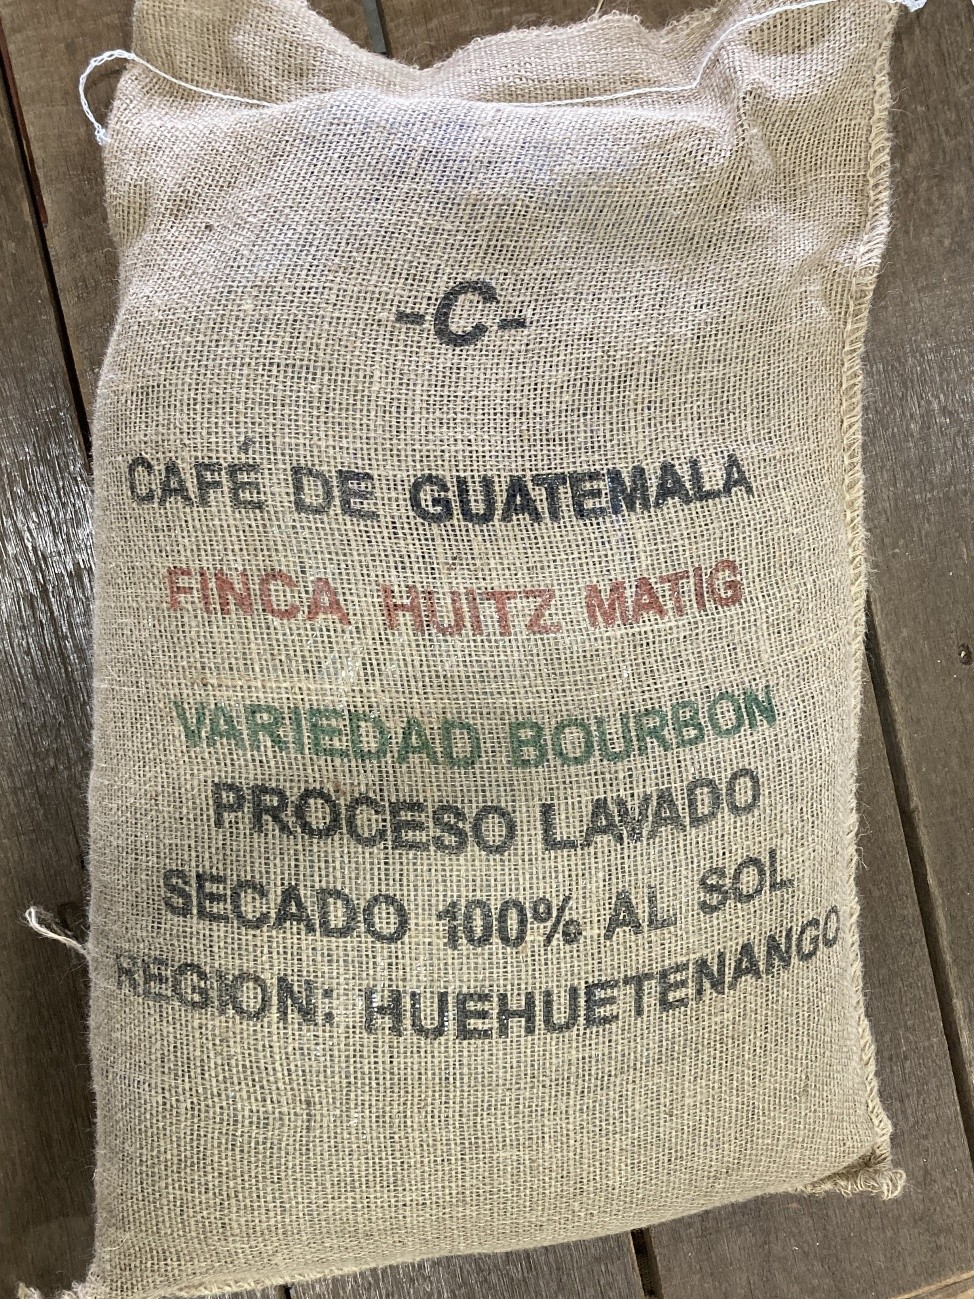 -C-
CAFÉ DE GUATEMALA
FINCA HUITZ MATIG
VARIEDAD BOURBON
PROCESO LAVADO
SECADO 100% AL SOL
REGION: HUEHUETENANGO